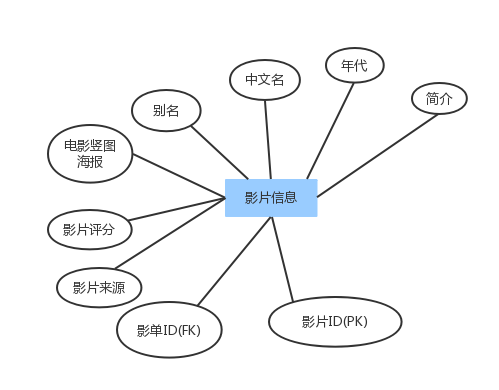 年代
中文名
简介
别名
电影竖图
海报
影片信息
影片评分
影片来源
影单ID(FK)
影片ID(PK)